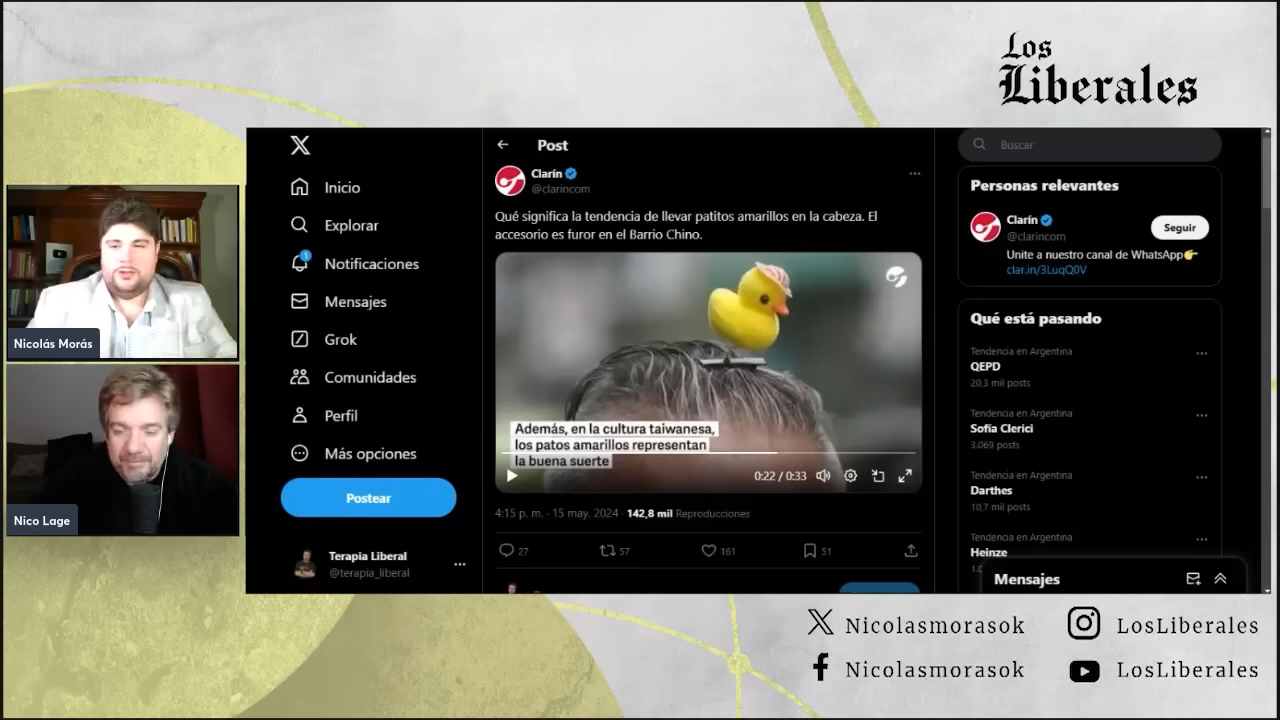 Los
Liberales
Nicolás Morás
Nico Lage
Inicio
Explorar
1
Notificaciones
Mensajes
Grok
Comunidades
Perfil
Más opciones
Postear
Terapia Liberal
@terapia_liberal
Post
Clarín
@clarincom
Qué significa la tendencia de llevar patitos amarillos en la cabeza. El
accesorio es furor en el Barrio Chino.
Además, en la cultura taiwanesa,
los patos amarillos representan
la buena suerte
0:22 / 0:33
4:15 p. m. · 15 may. 2024 · 142,8 mil Reproducciones
27
57
161
51
Buscar
Personas relevantes
Clarín
@clarincom
Seguir
Unite a nuestro canal de WhatsApp👉
clar.in/3LuqQ0V
Qué está pasando
Tendencia en Argentina
QEPD
20,3 mil posts
Tendencia en Argentina
Sofía Clerici
3.069 posts
Tendencia en Argentina
Darthes
10,7 mil posts
Tendencia en Argentina
Heinze
Mensajes
Nicolasmorasok
LosLiberales
Nicolasmorasok
LosLiberales